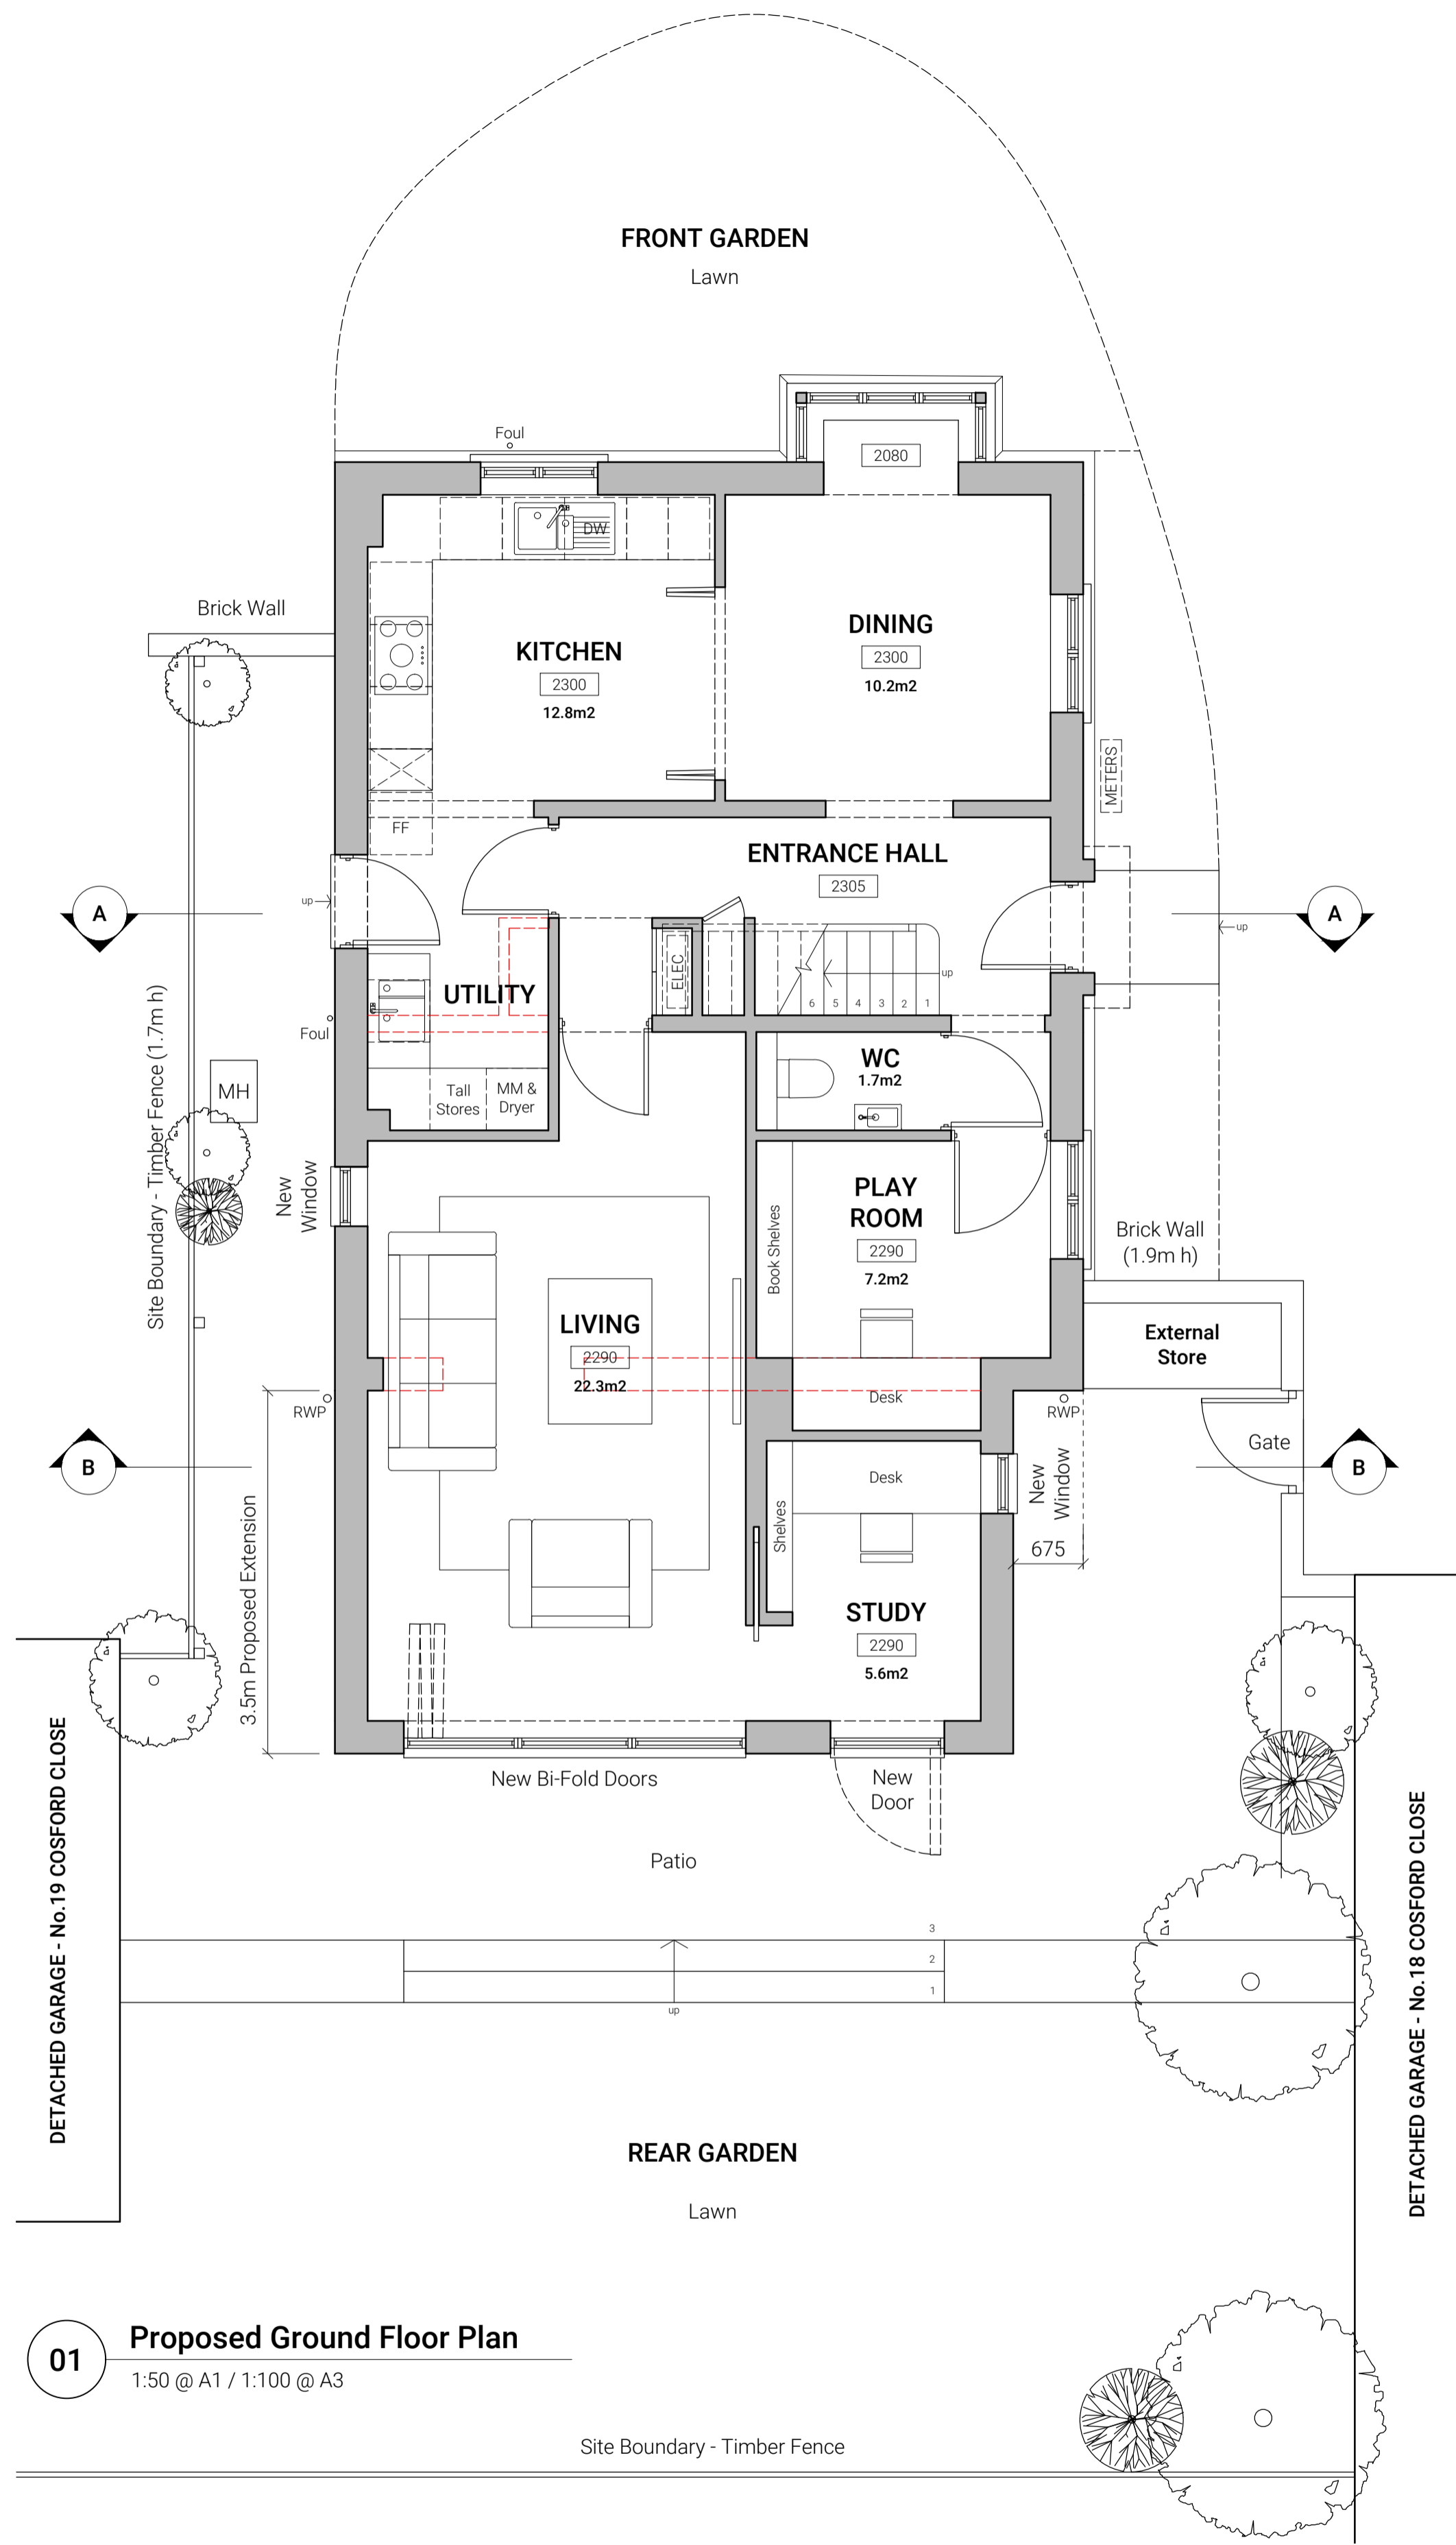 FRONT GARDEN
Lawn
Foul
2080
DW
Brick Wall
KITCHEN
2300
12.8m2
DINING
2300
10.2m2
METERS
FF
ENTRANCE HALL
2305
A
up
A
up
ELEC
UTILITY
up
6 5 4 3 2 1
Foul
Site Boundary - Timber Fence (1.7m h)
MH
Tall
Stores
MM &
Dryer
WC
1.7m2
New
Window
PLAY
ROOM
2290
7.2m2
Book Shelves
Brick Wall
(1.9m h)
LIVING
2290
22.3m2
External
Store
Desk
RWP
RWP
Gate
B
B
Desk
New
Window
Shelves
675
3.5m Proposed Extension
STUDY
2290
5.6m2
New Bi-Fold Doors
New
Door
Patio
3
2
1
up
DETACHED GARAGE - No.19 COSFORD CLOSE
DETACHED GARAGE - No.18 COSFORD CLOSE
REAR GARDEN
Lawn
01
Proposed Ground Floor Plan
1:50 @ A1 / 1:100 @ A3
Site Boundary - Timber Fence